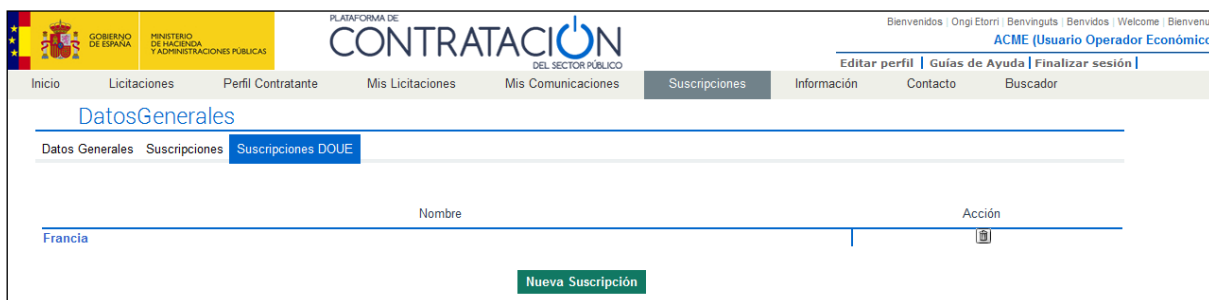 GOBIERNO
DE ESPAÑA
MINISTERIO
DE HACIENDA
Y ADMINISTRACIONES PÚBLICAS
PLATAFORMA DE
CONTRATACIÓN
DEL SECTOR PÚBLICO
Bienvenidos | Ongi Etorri | Benvinguts | Benvidos | Welcome | Bienvenu
ACME (Usuario Operador Económico
Editar perfil | Guías de Ayuda | Finalizar sesión |
Inicio Licitaciones Perfil Contratante Mis Licitaciones Mis Comunicaciones Suscripciones Información Contacto Buscador
DatosGenerales
Datos Generales Suscripciones Suscripciones DOUE
Nombre Acción
Francia
Nueva Suscripción